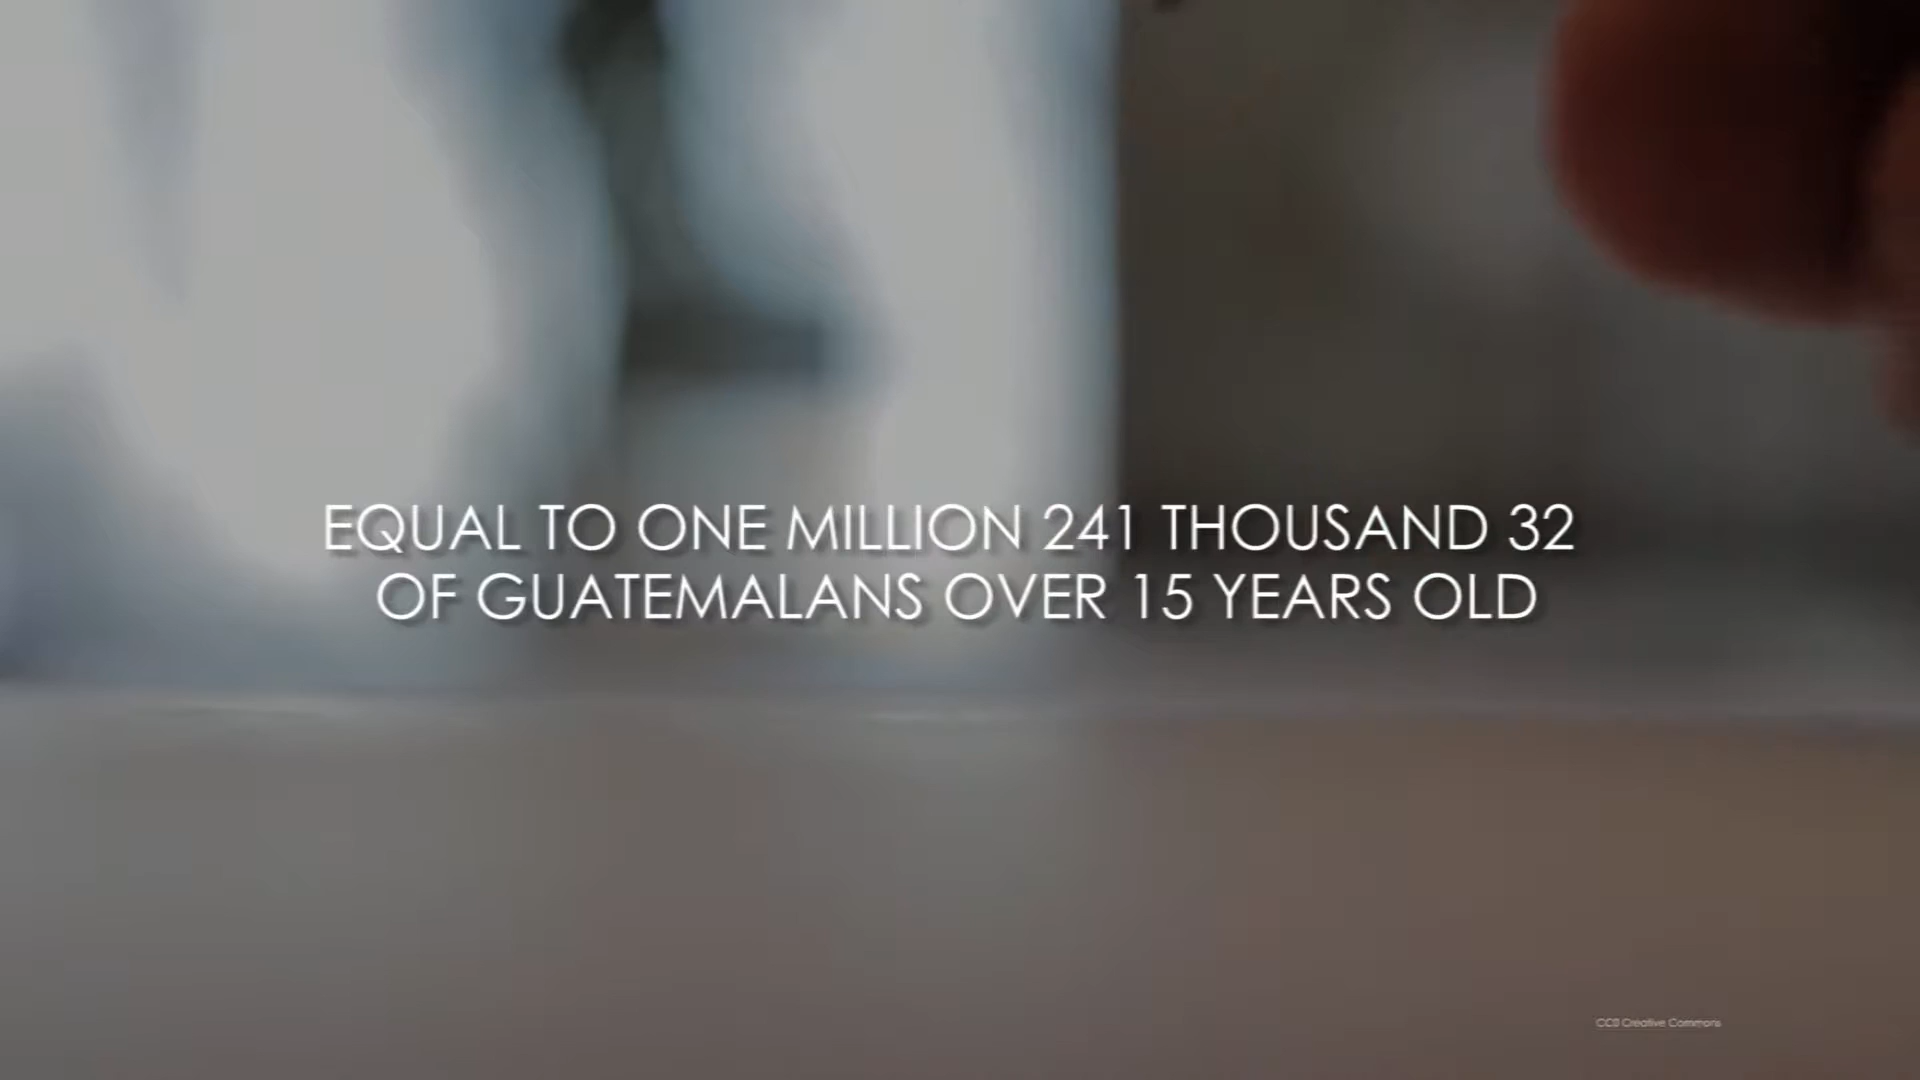 EQUAL TO ONE MILLION 241 THOUSAND 32
OF GUATEMALANS OVER 15 YEARS OLD
CC0 Creative Commons